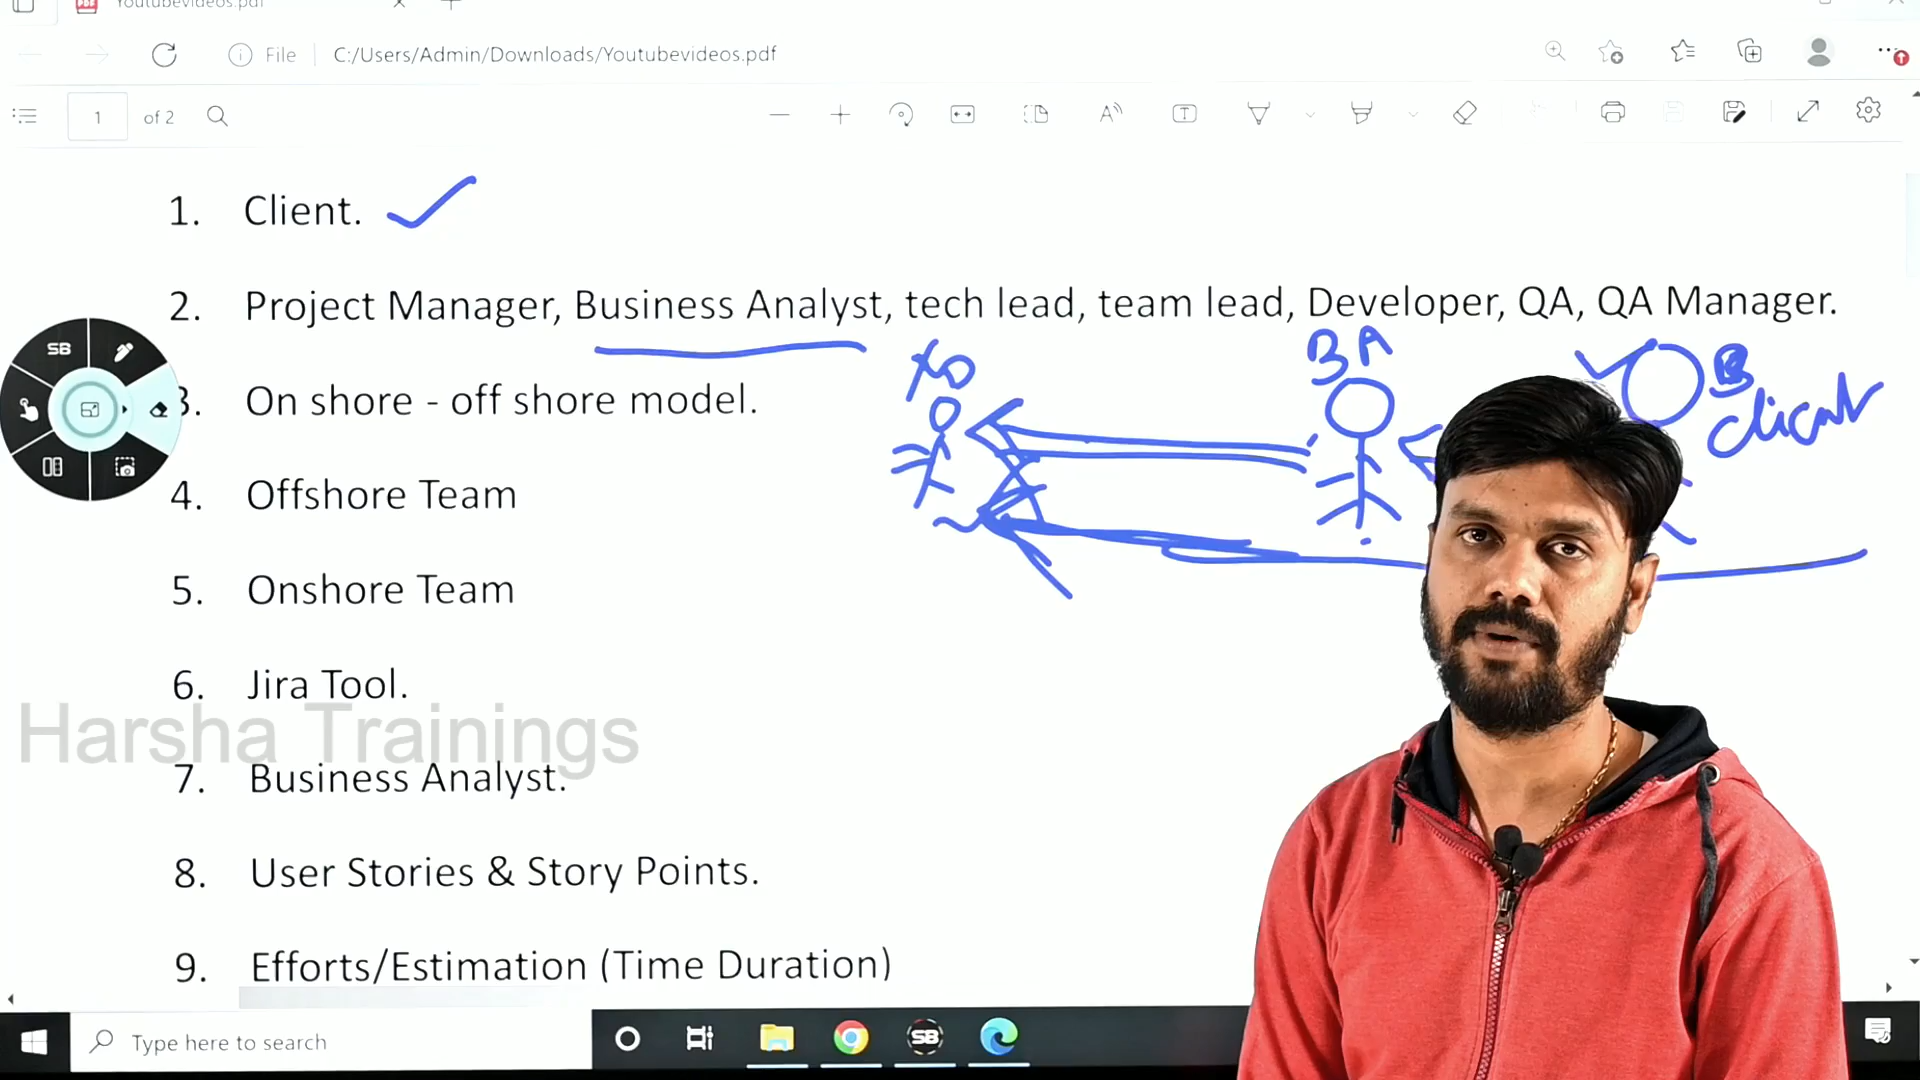 Youtubevideos.pdf
File C:/Users/Admin/Downloads/Youtubevideos.pdf
1 of 2
1. Client.
2. Project Manager, Business Analyst, tech lead, team lead, Developer, QA, QA Manager.
BA
Client
SB
3. On shore - off shore model.
4. Offshore Team
5. Onshore Team
6. Jira Tool.
Harsha Trainings
7. Business Analyst.
8. User Stories & Story Points.
9. Efforts/Estimation (Time Duration)
Type here to search
SB